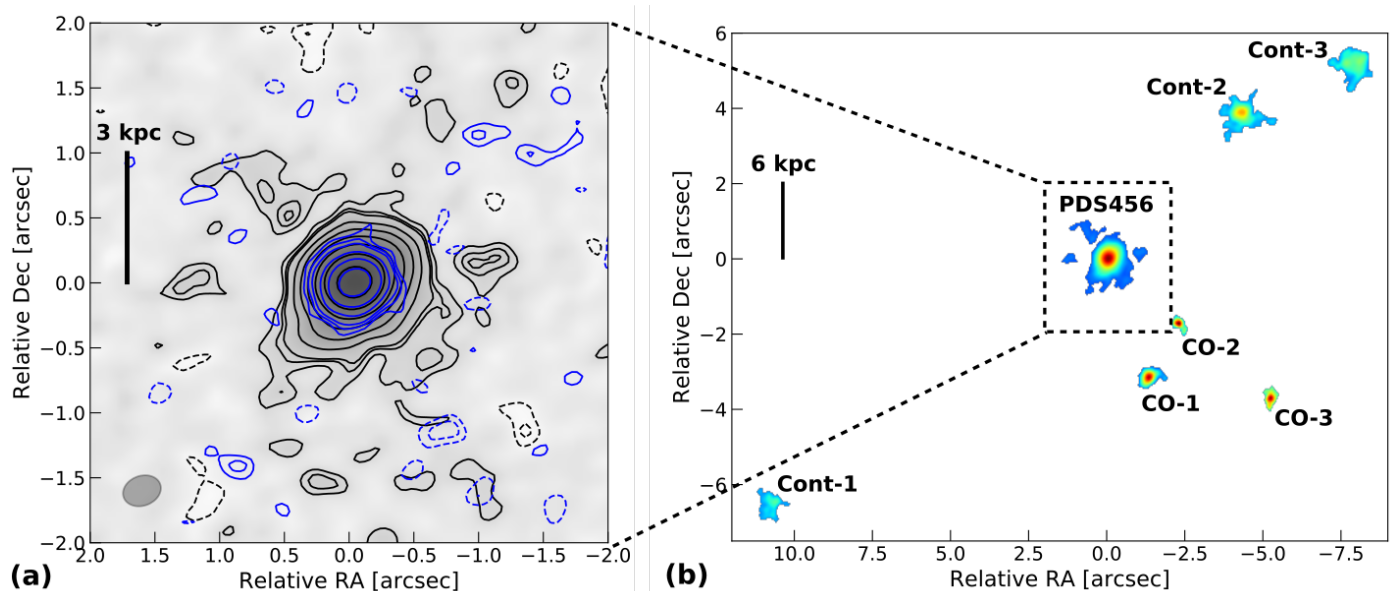 2.0
1.5
1.0
0.5
0.0
−0.5
−1.0
−1.5
−2.0
Relative Dec [arcsec]
3 kpc
2.0 1.5 1.0 0.5 0.0 −0.5 −1.0 −1.5 −2.0
Relative RA [arcsec]
(a)
6
4
2
0
−2
−4
−6
Relative Dec [arcsec]
Cont-3
Cont-2
6 kpc
PDS456
CO-2
CO-1
CO-3
Cont-1
10.0 7.5 5.0 2.5 0.0 −2.5 −5.0 −7.5
Relative RA [arcsec]
(b)